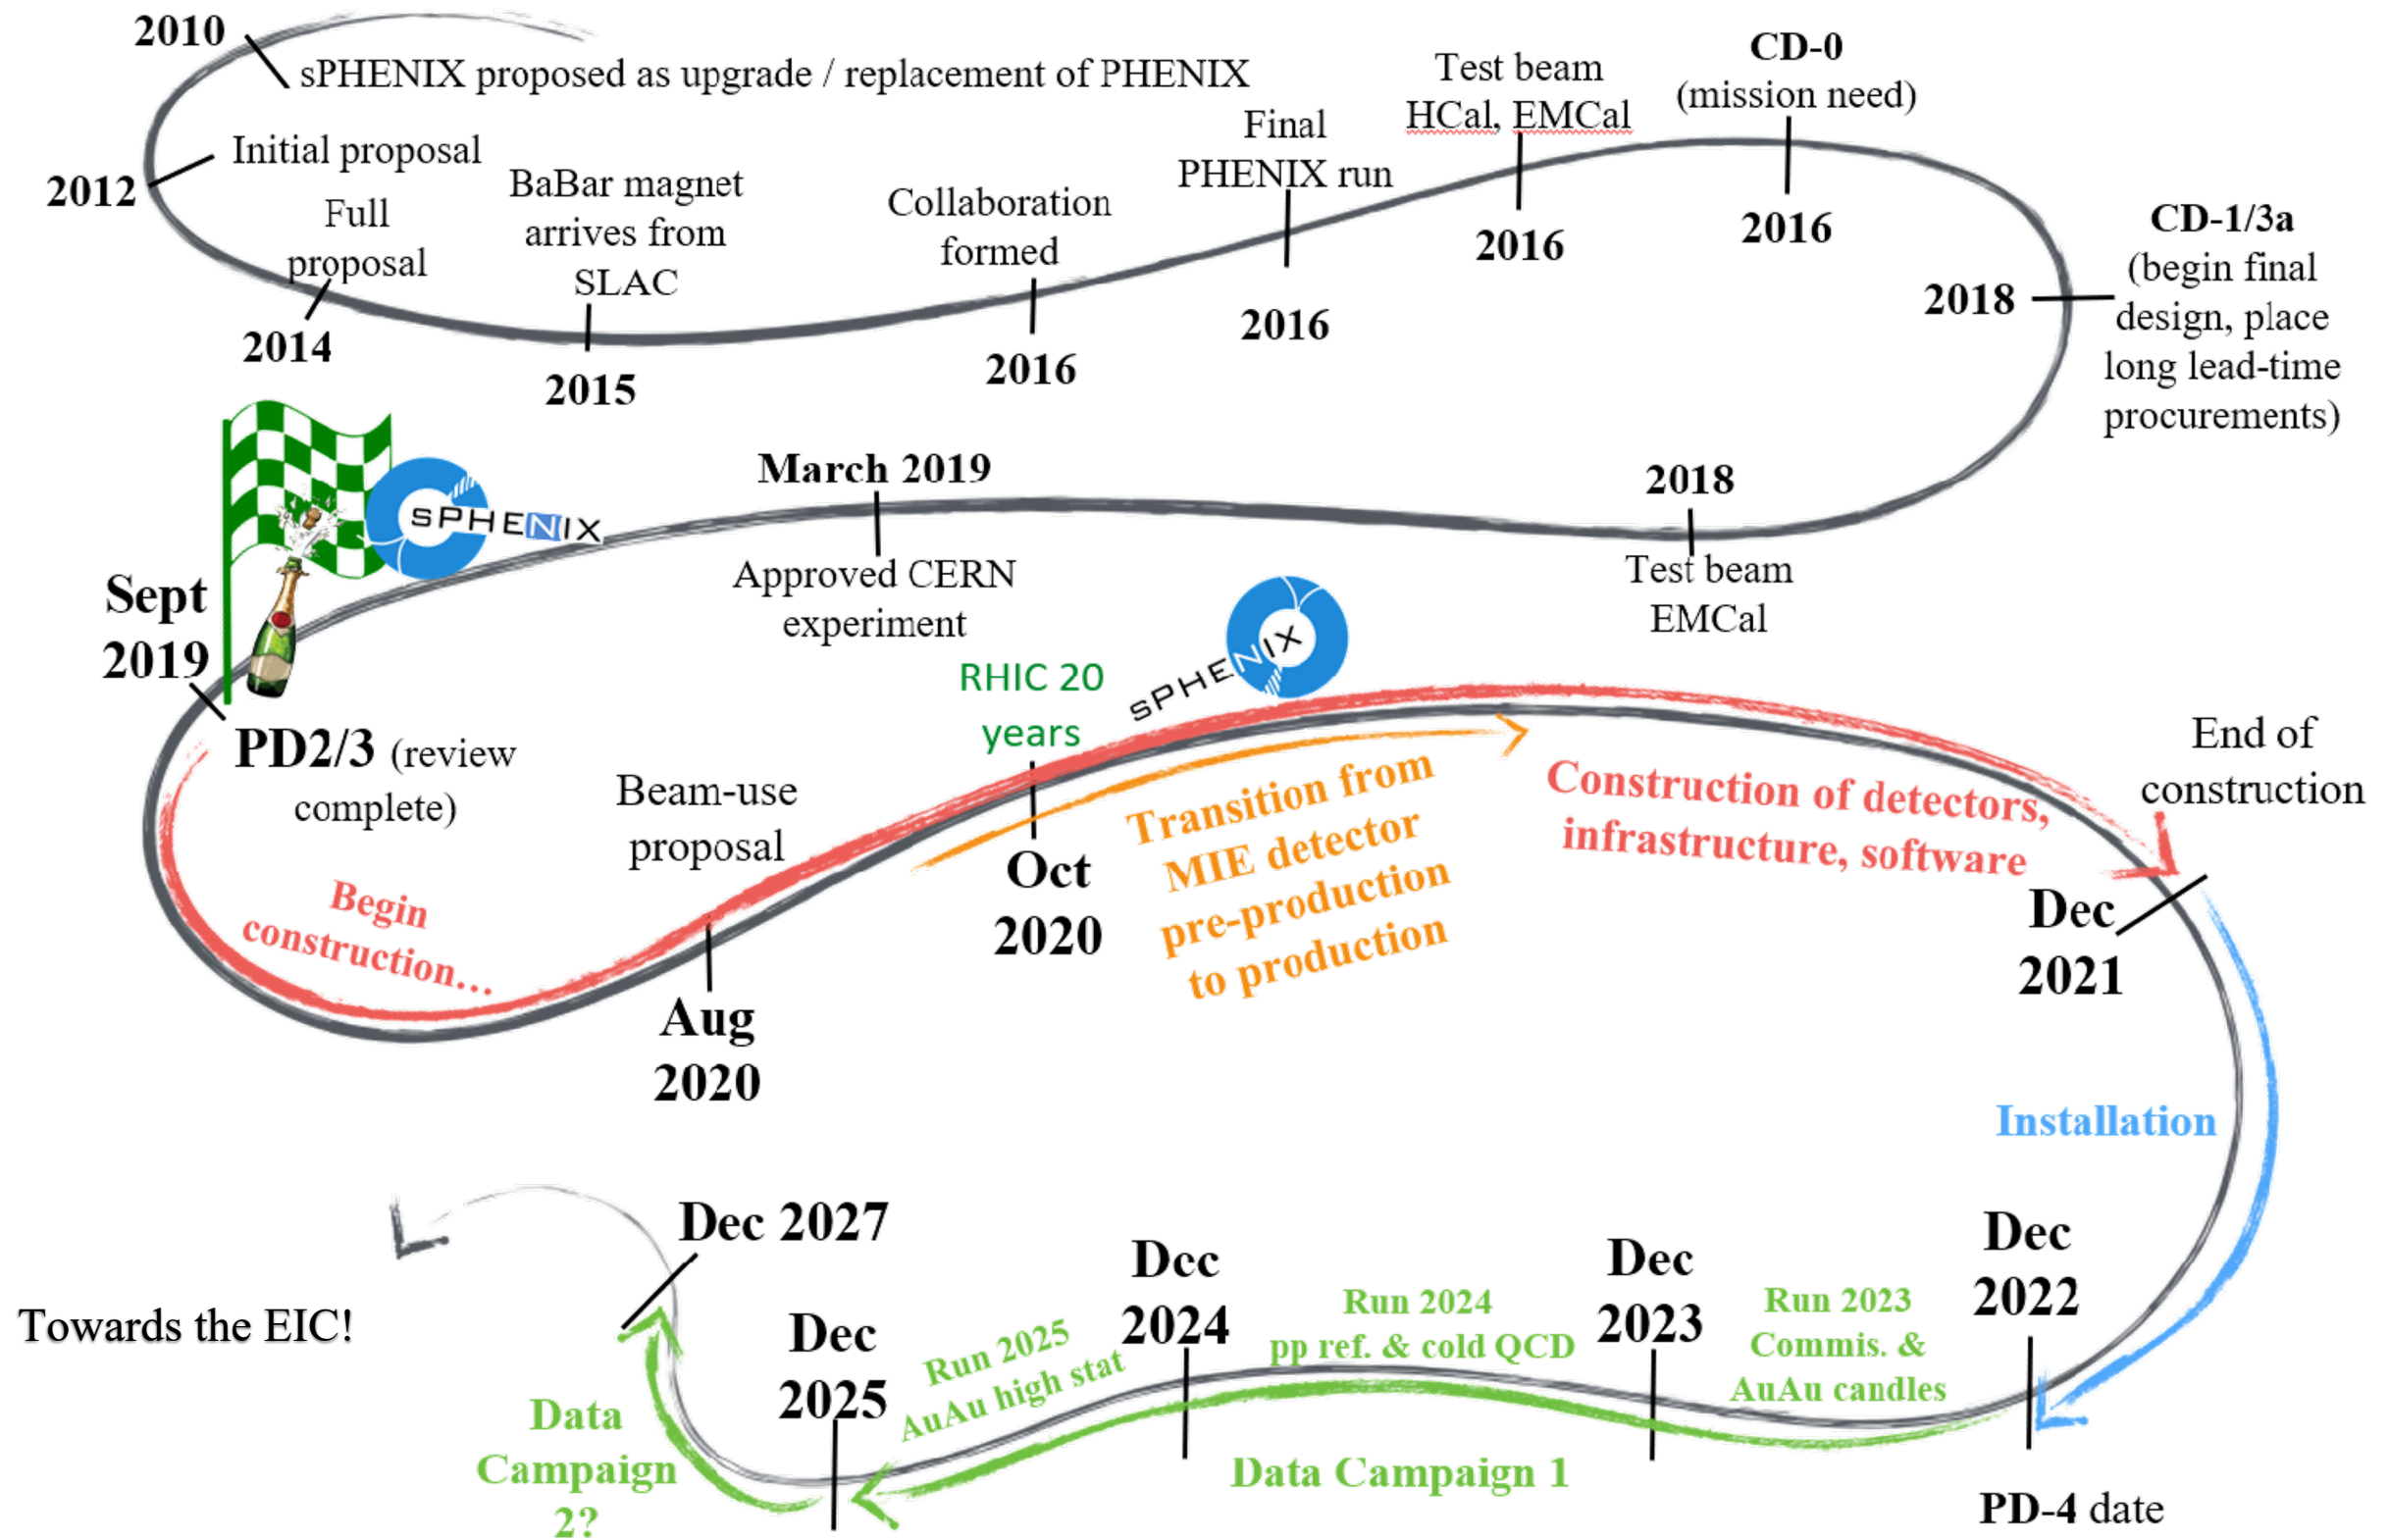 2010
sPHENIX proposed as upgrade / replacement of PHENIX
2012
Initial proposal
Full
proposal
2014
BaBar magnet
arrives from
SLAC
2015
Collaboration
formed
2016
Final
PHENIX run
2016
Test beam
HCal, EMCal
2016
CD-0
(mission need)
2016
CD-1/3a
(begin final
design, place
long lead-time
procurements)
2018
2018
Test beam
EMCal
March 2019
Approved CERN
experiment
sPHENIX
Sept
2019
PD2/3 (review
complete)
Begin
construction...
Beam-use
proposal
Aug
2020
RHIC 20
years
Oct
2020
sPHENIX
Transition from
MIE detector
pre-production
to production
Construction of detectors,
infrastructure, software
End of
construction
Dec
2021
Installation
Dec
2022
PD-4 date
Run 2023
Commis. &
AuAu candles
Dec
2023
Run 2024
pp ref. & cold QCD
Data Campaign 1
Dec
2024
Run 2025
AuAu high stat
Dec
2025
Data
Campaign
2?
Dec 2027
Towards the EIC!